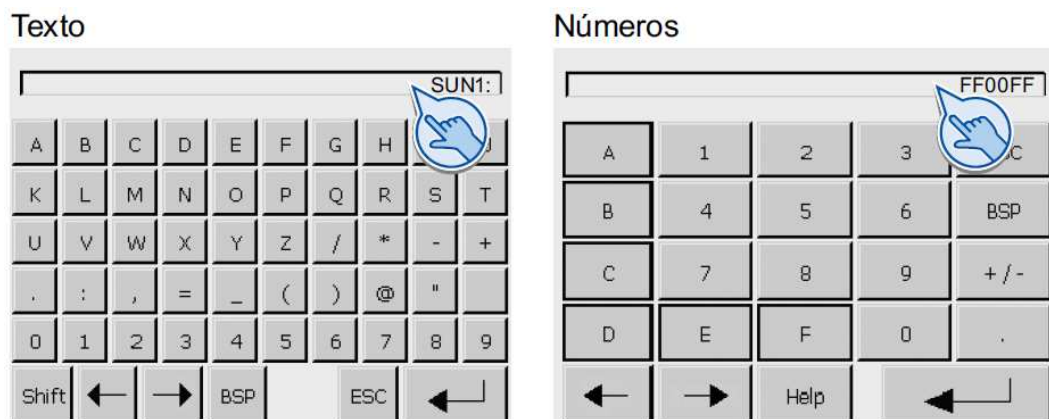 Texto
SUN1:
A B C D E F G H
K L M N O P Q R S T
U V W X Y Z / * - +
. : , = _ ( ) @ "
0 1 2 3 4 5 6 7 8 9
Shift BSP ESC
Números
FF00FF
A 1 2 3
B 4 5 6 BSP
C 7 8 9 + / -
D E F 0 .
Help